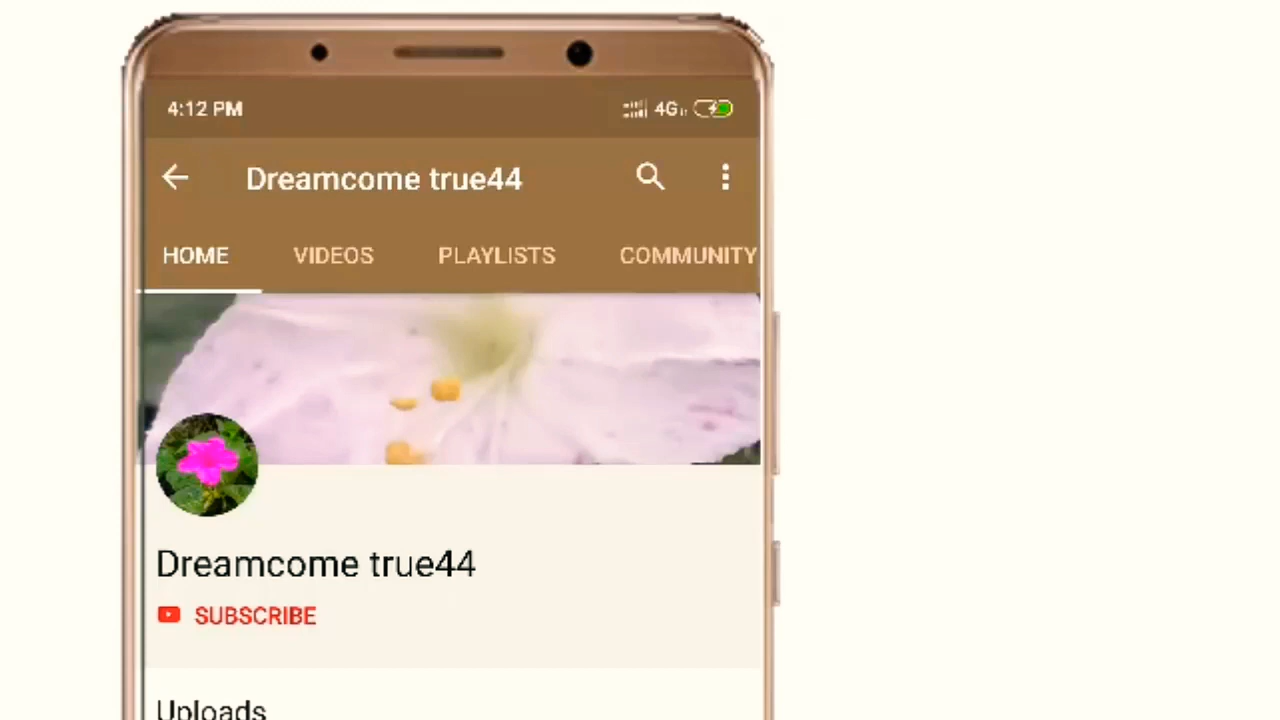 4:12 PM 4G
Dreamcome true44
HOME VIDEOS PLAYLISTS COMMUNITY
Dreamcome true44
SUBSCRIBE
Uploads